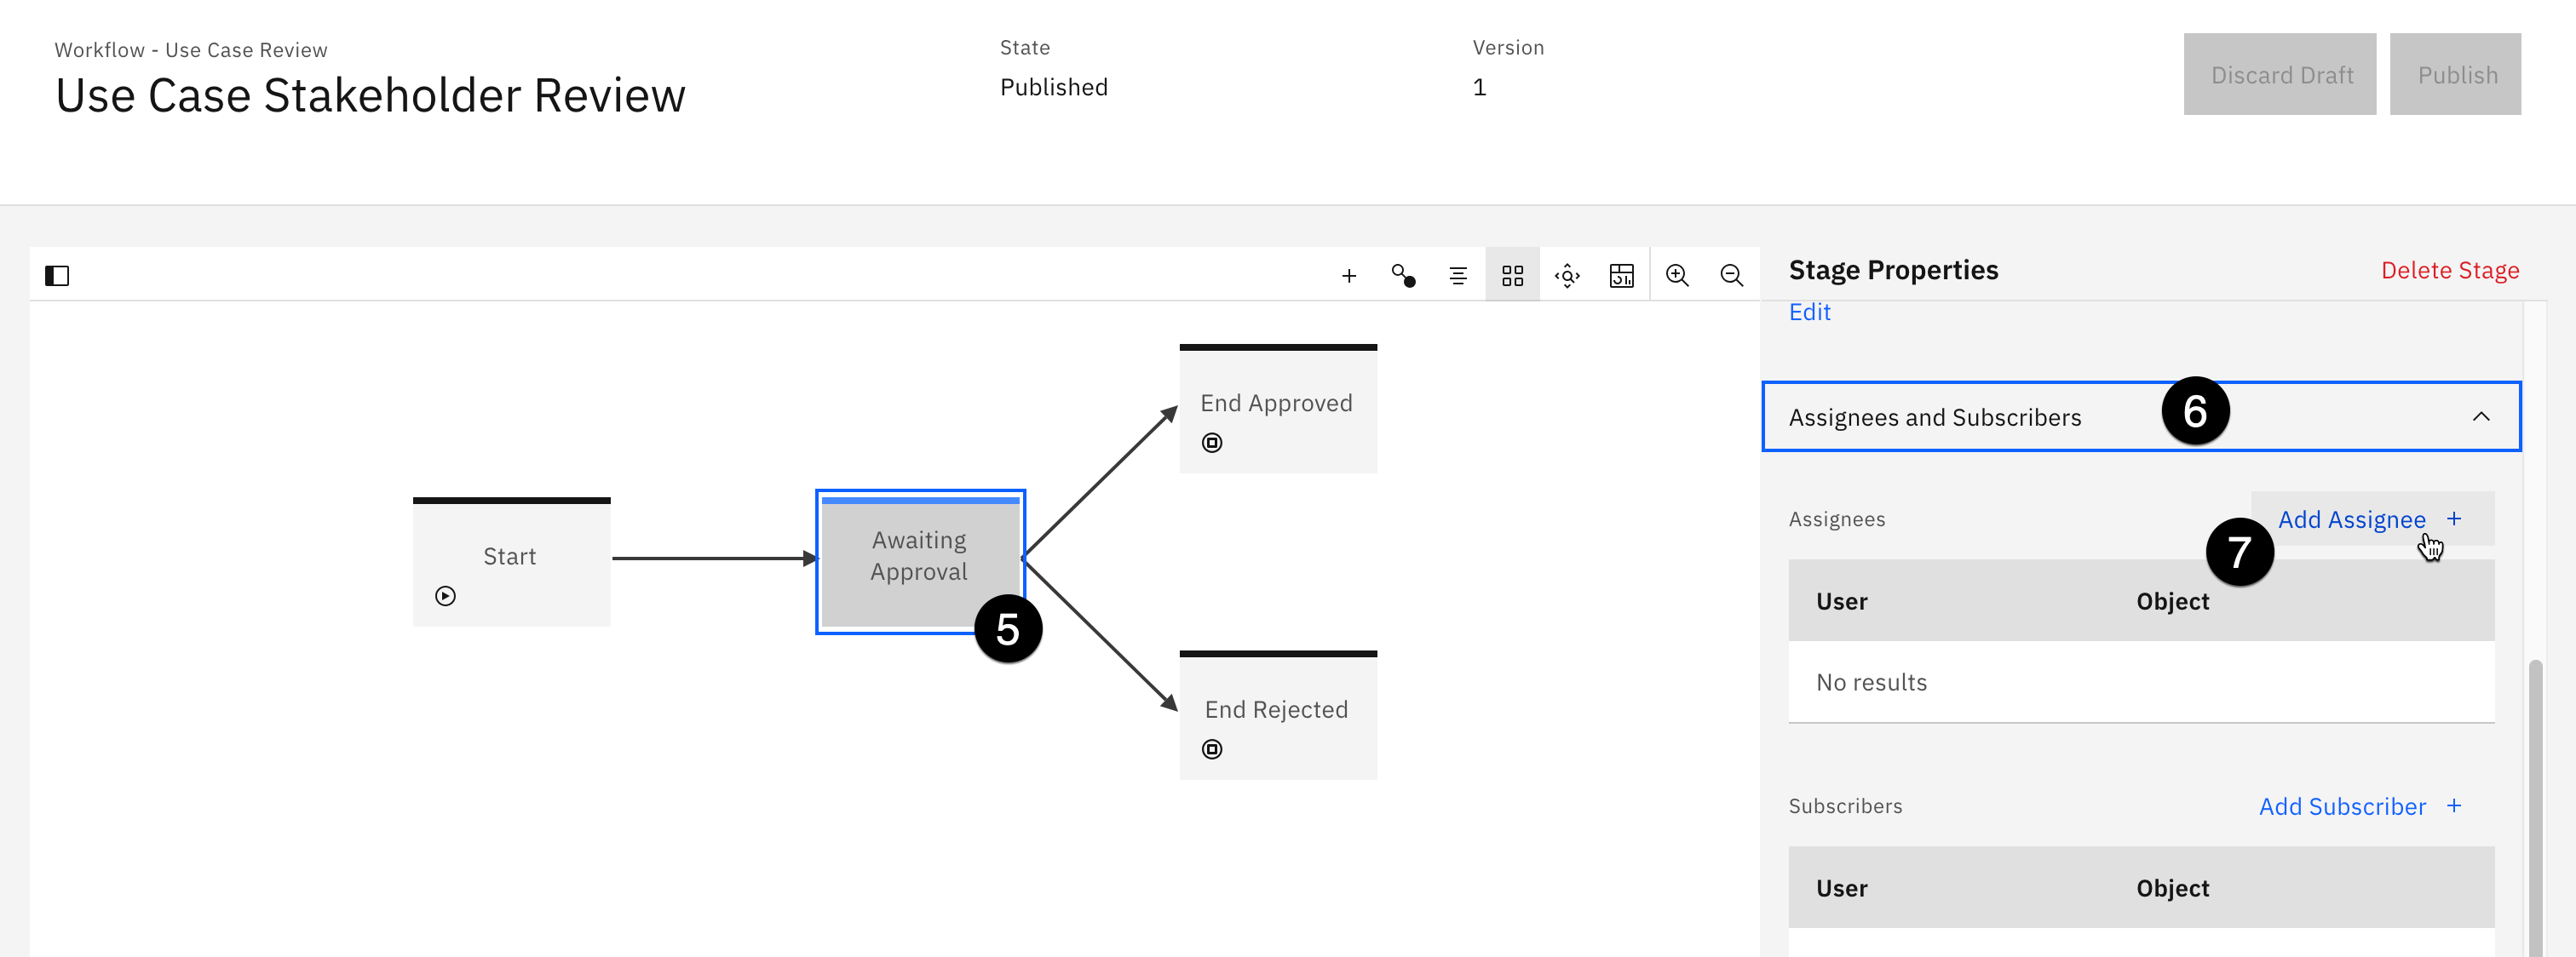 Workflow - Use Case Review
Use Case Stakeholder Review
State
Published
Version
1
Discard Draft
Publish
Stage Properties
Delete Stage
Edit
Assignees and Subscribers
6
Assignees
Add Assignee +
7
User Object
No results
Subscribers
Add Subscriber +
User Object
Start
Awaiting
Approval
5
End Approved
End Rejected